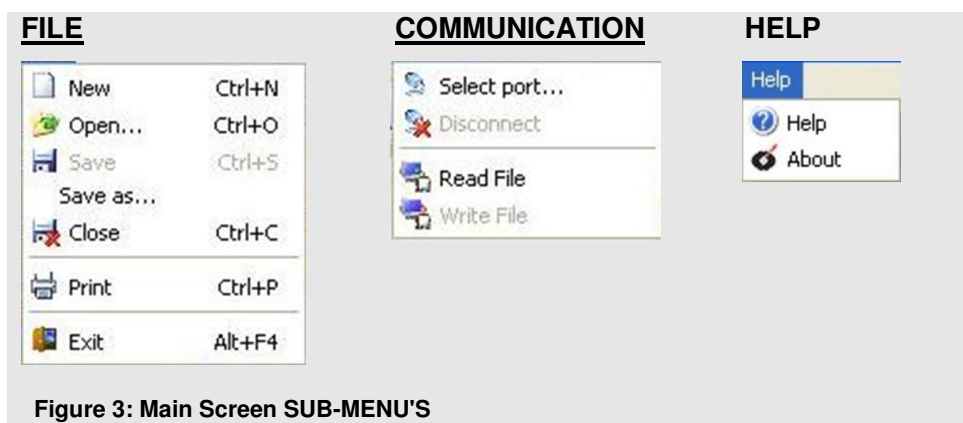 FILE
New Ctrl+N
Open... Ctrl+O
Save Ctrl+S
Save as...
Close Ctrl+C
Print Ctrl+P
Exit Alt+F4
COMMUNICATION
Select port...
Disconnect
Read File
Write File
HELP
Help
Help
About
Figure 3: Main Screen SUB-MENU'S